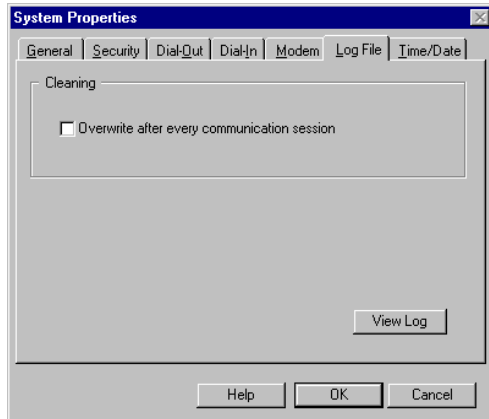 System Properties
General Security Dial-Out Dial-In Modem Log File Time/Date
Cleaning
Overwrite after every communication session
View Log
Help OK Cancel